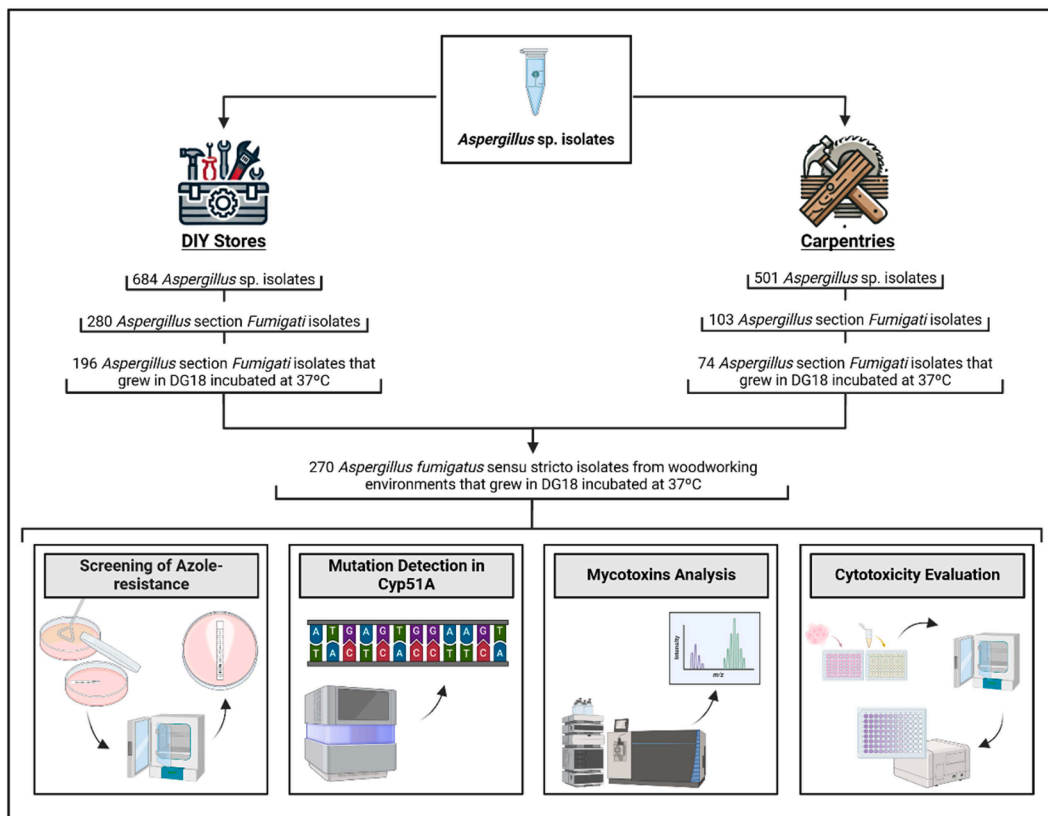 Aspergillus sp. isolates
DIY Stores
684 Aspergillus sp. isolates
280 Aspergillus section Fumigati isolates
196 Aspergillus section Fumigati isolates that
grew in DG18 incubated at 37ºC
Carpentries
501 Aspergillus sp. isolates
103 Aspergillus section Fumigati isolates
74 Aspergillus section Fumigati isolates that
grew in DG18 incubated at 37ºC
270 Aspergillus fumigatus sensu stricto isolates from woodworking
environments that grew in DG18 incubated at 37ºC
Screening of Azole-
resistance
Mutation Detection in
Cyp51A
A T G A G T G G A A G T
T A C T C A C C T T C A
Mycotoxins Analysis
Intensity
m/z
Cytotoxicity Evaluation